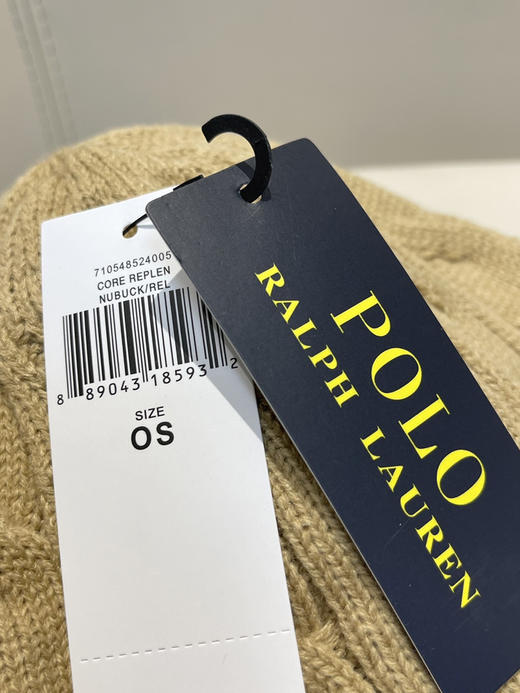 710548524005
CORE REPLEN
NUBUCK/REL
8 89043 18593 2
SIZE
OS
POLO
RALPH LAUREN